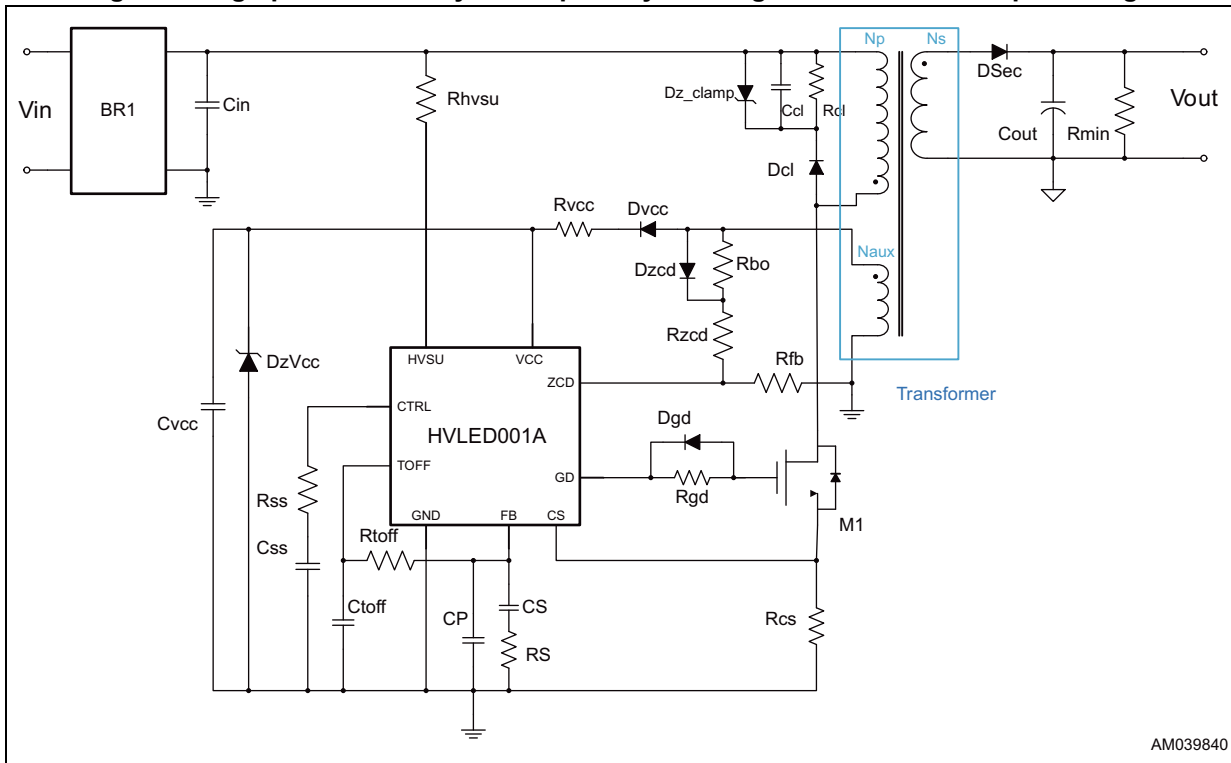 Np
Ns
DSec
Vin
BR1
Cin
Rhvsu
Dz_clamp
Ccl
Rcl
Vout
Cout
Rmin
Dcl
Rvcc
Dvcc
Naux
Dzcd
Rbo
Rzcd
DzVcc
HVSU
VCC
Rfb
ZCD
Transformer
Cvcc
CTRL
HVLED001A
Dgd
TOFF
GD
Rss
Rgd
GND
FB
CS
M1
Rtoff
Css
Ctoff
CP
CS
RS
Rcs
AM039840